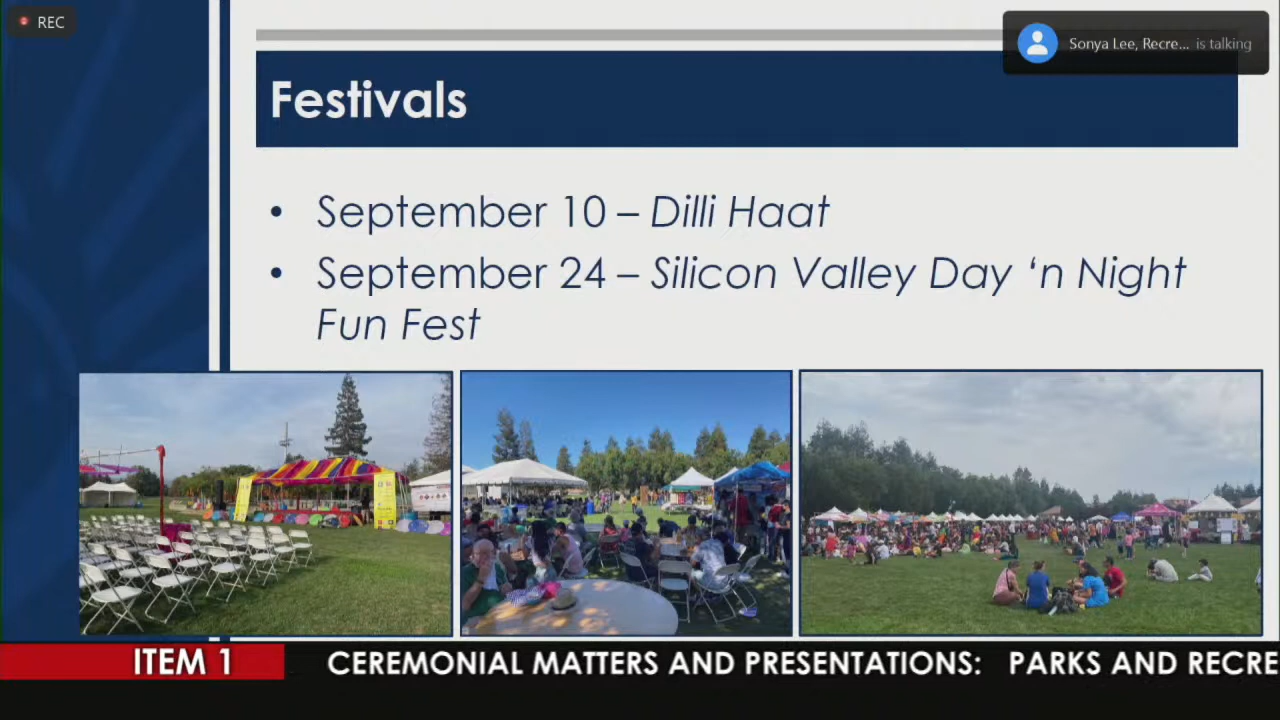 REC
Sonya Lee, Recre... is talking
Festivals
• September 10 – Dilli Haat
• September 24 – Silicon Valley Day ‘n Night
Fun Fest
ITEM 1
CEREMONIAL MATTERS AND PRESENTATIONS: PARKS AND RECRE